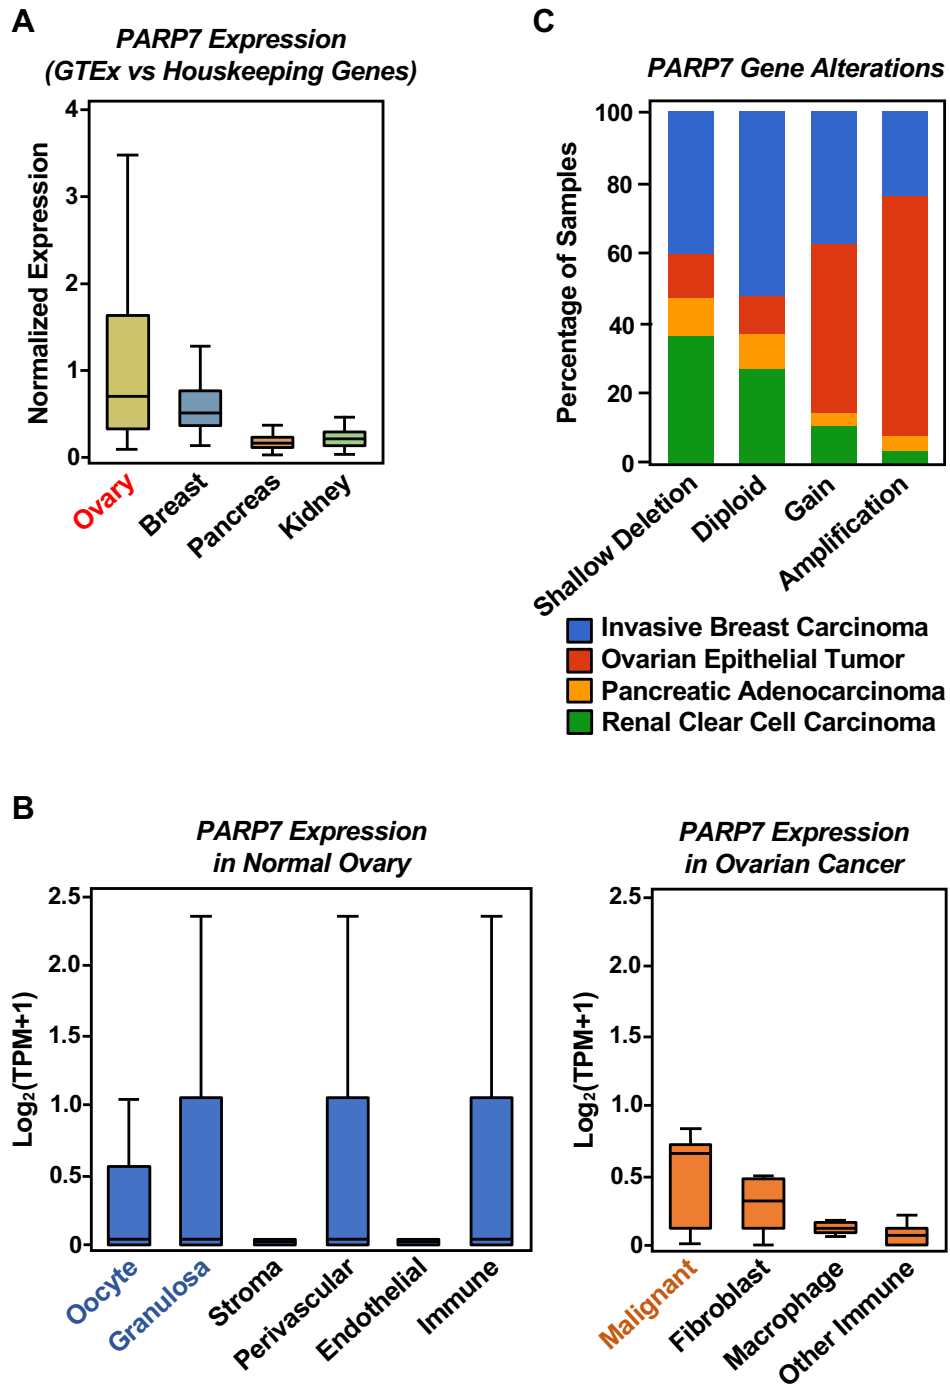 A
PARP7 Expression
(GTEx vs Houskeeping Genes)
Normalized Expression
4
3
2
1
0
Ovary
Breast
Pancreas
Kidney
C
PARP7 Gene Alterations
Percentage of Samples
100
80
60
40
20
0
Shallow Deletion
Diploid
Gain
Amplification
Invasive Breast Carcinoma
Ovarian Epithelial Tumor
Pancreatic Adenocarcinoma
Renal Clear Cell Carcinoma
B
PARP7 Expression
in Normal Ovary
Log₂(TPM+1)
2.5
2.0
1.5
1.0
0.5
0
Oocyte
Granulosa
Stroma
Perivascular
Endothelial
Immune
PARP7 Expression
in Ovarian Cancer
Log₂(TPM+1)
2.5
2.0
1.5
1.0
0.5
0
Malignant
Fibroblast
Macrophage
Other Immune